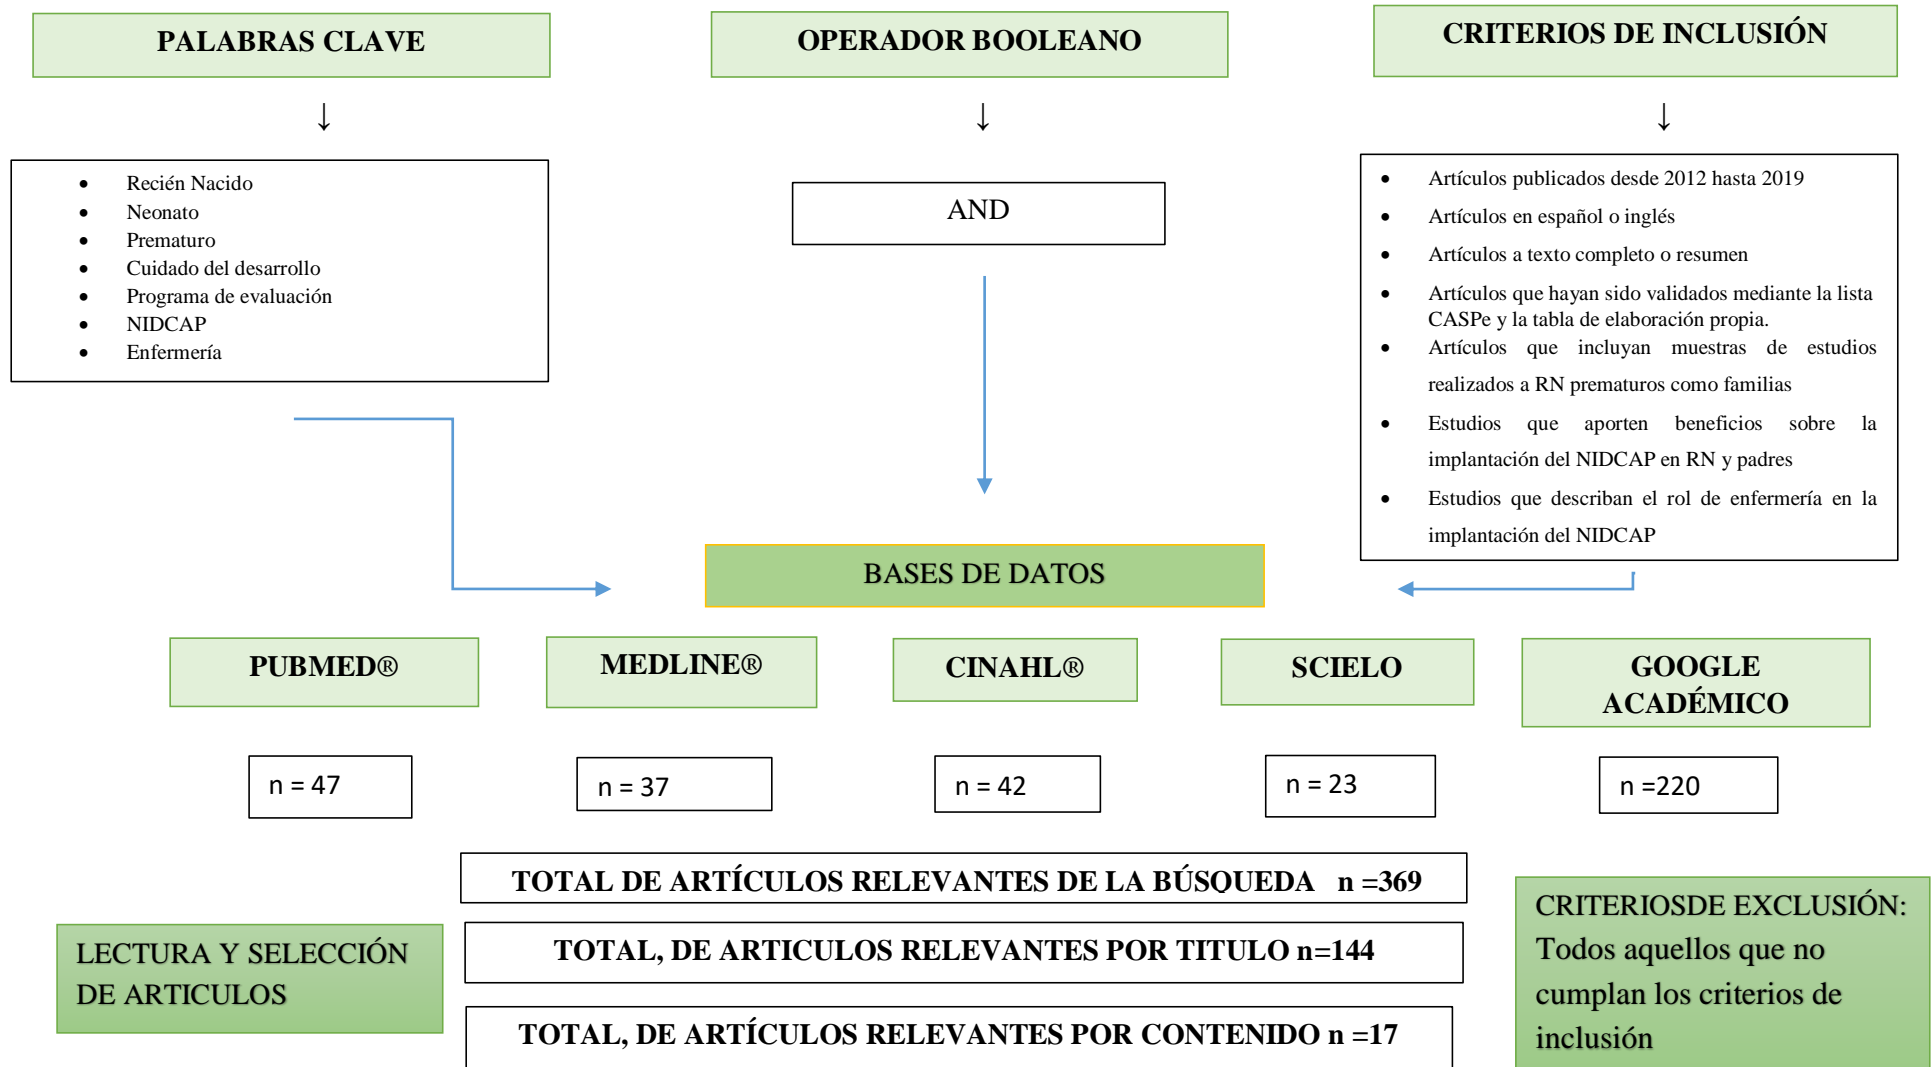 PALABRAS CLAVE
OPERADOR BOOLEANO
CRITERIOS DE INCLUSIÓN
↓
↓
↓
• Recién Nacido
• Neonato
• Prematuro
• Cuidado del desarrollo
• Programa de evaluación
• NIDCAP
• Enfermería
AND
• Artículos publicados desde 2012 hasta 2019
• Artículos en español o inglés
• Artículos a texto completo o resumen
• Artículos que hayan sido validados mediante la lista
CASPe y la tabla de elaboración propia.
• Artículos que incluyan muestras de estudios
realizados a RN prematuros como familias
• Estudios que aporten beneficios sobre la
implantación del NIDCAP en RN y padres
• Estudios que describan el rol de enfermería en la
implantación del NIDCAP
BASES DE DATOS
PUBMED®
MEDLINE®
CINAHL®
SCIELO
GOOGLE
ACADÉMICO
n = 47
n = 37
n = 42
n = 23
n =220
TOTAL DE ARTÍCULOS RELEVANTES DE LA BÚSQUEDA n =369
LECTURA Y SELECCIÓN
DE ARTICULOS
TOTAL, DE ARTICULOS RELEVANTES POR TITULO n=144
TOTAL, DE ARTÍCULOS RELEVANTES POR CONTENIDO n =17
CRITERIOSDE EXCLUSIÓN:
Todos aquellos que no
cumplan los criterios de
inclusión